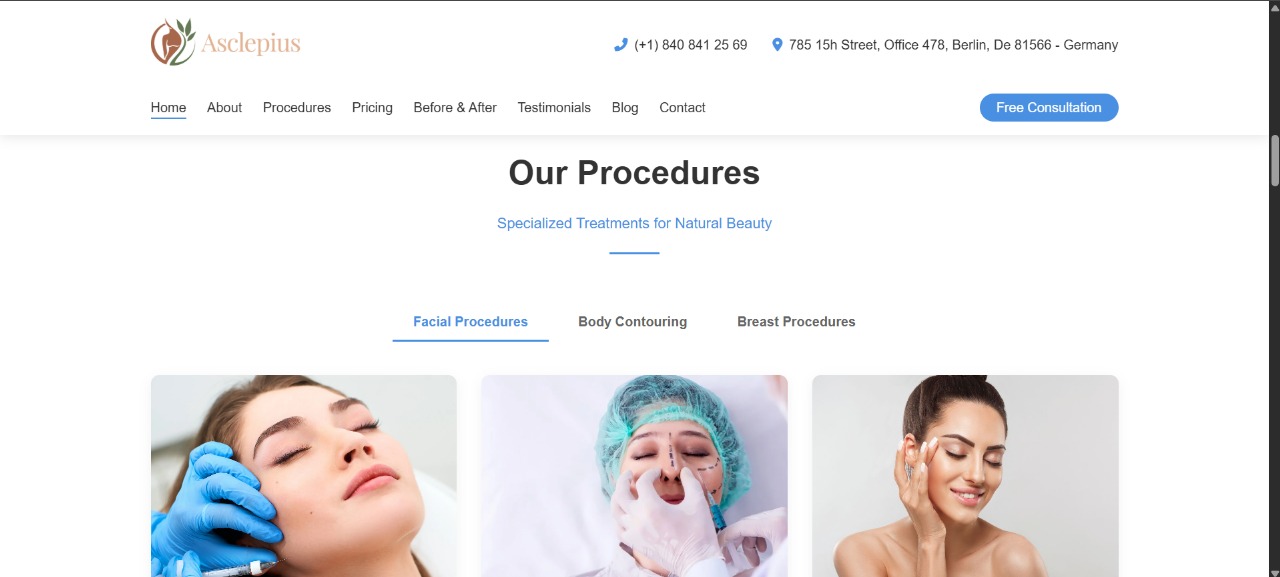 Asclepius
(+1) 840 841 25 69
785 15h Street, Office 478, Berlin, De 81566 - Germany
Home About Procedures Pricing Before & After Testimonials Blog Contact
Free Consultation
Our Procedures
Specialized Treatments for Natural Beauty
Facial Procedures Body Contouring Breast Procedures